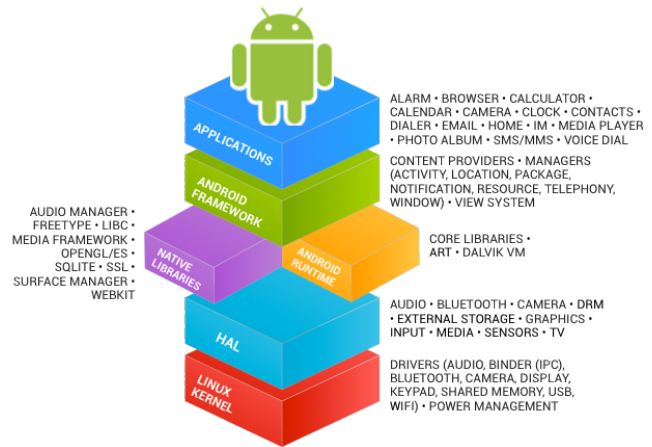 APPLICATIONS
ALARM • BROWSER • CALCULATOR •
CALENDAR • CAMERA • CLOCK • CONTACTS •
DIALER • EMAIL • HOME • IM • MEDIA PLAYER
• PHOTO ALBUM • SMS/MMS • VOICE DIAL
ANDROID
FRAMEWORK
CONTENT PROVIDERS • MANAGERS
(ACTIVITY, LOCATION, PACKAGE,
NOTIFICATION, RESOURCE, TELEPHONY,
WINDOW) • VIEW SYSTEM
AUDIO MANAGER •
FREETYPE • LIBC •
MEDIA FRAMEWORK •
OPENGL/ES •
SQLITE • SSL •
SURFACE MANAGER •
WEBKIT
NATIVE
LIBRARIES
ANDROID
RUNTIME
CORE LIBRARIES •
ART • DALVIK VM
HAL
AUDIO • BLUETOOTH • CAMERA • DRM
• EXTERNAL STORAGE • GRAPHICS •
INPUT • MEDIA • SENSORS • TV
LINUX
KERNEL
DRIVERS (AUDIO, BINDER (IPC),
BLUETOOTH, CAMERA, DISPLAY,
KEYPAD, SHARED MEMORY, USB,
WIFI) • POWER MANAGEMENT